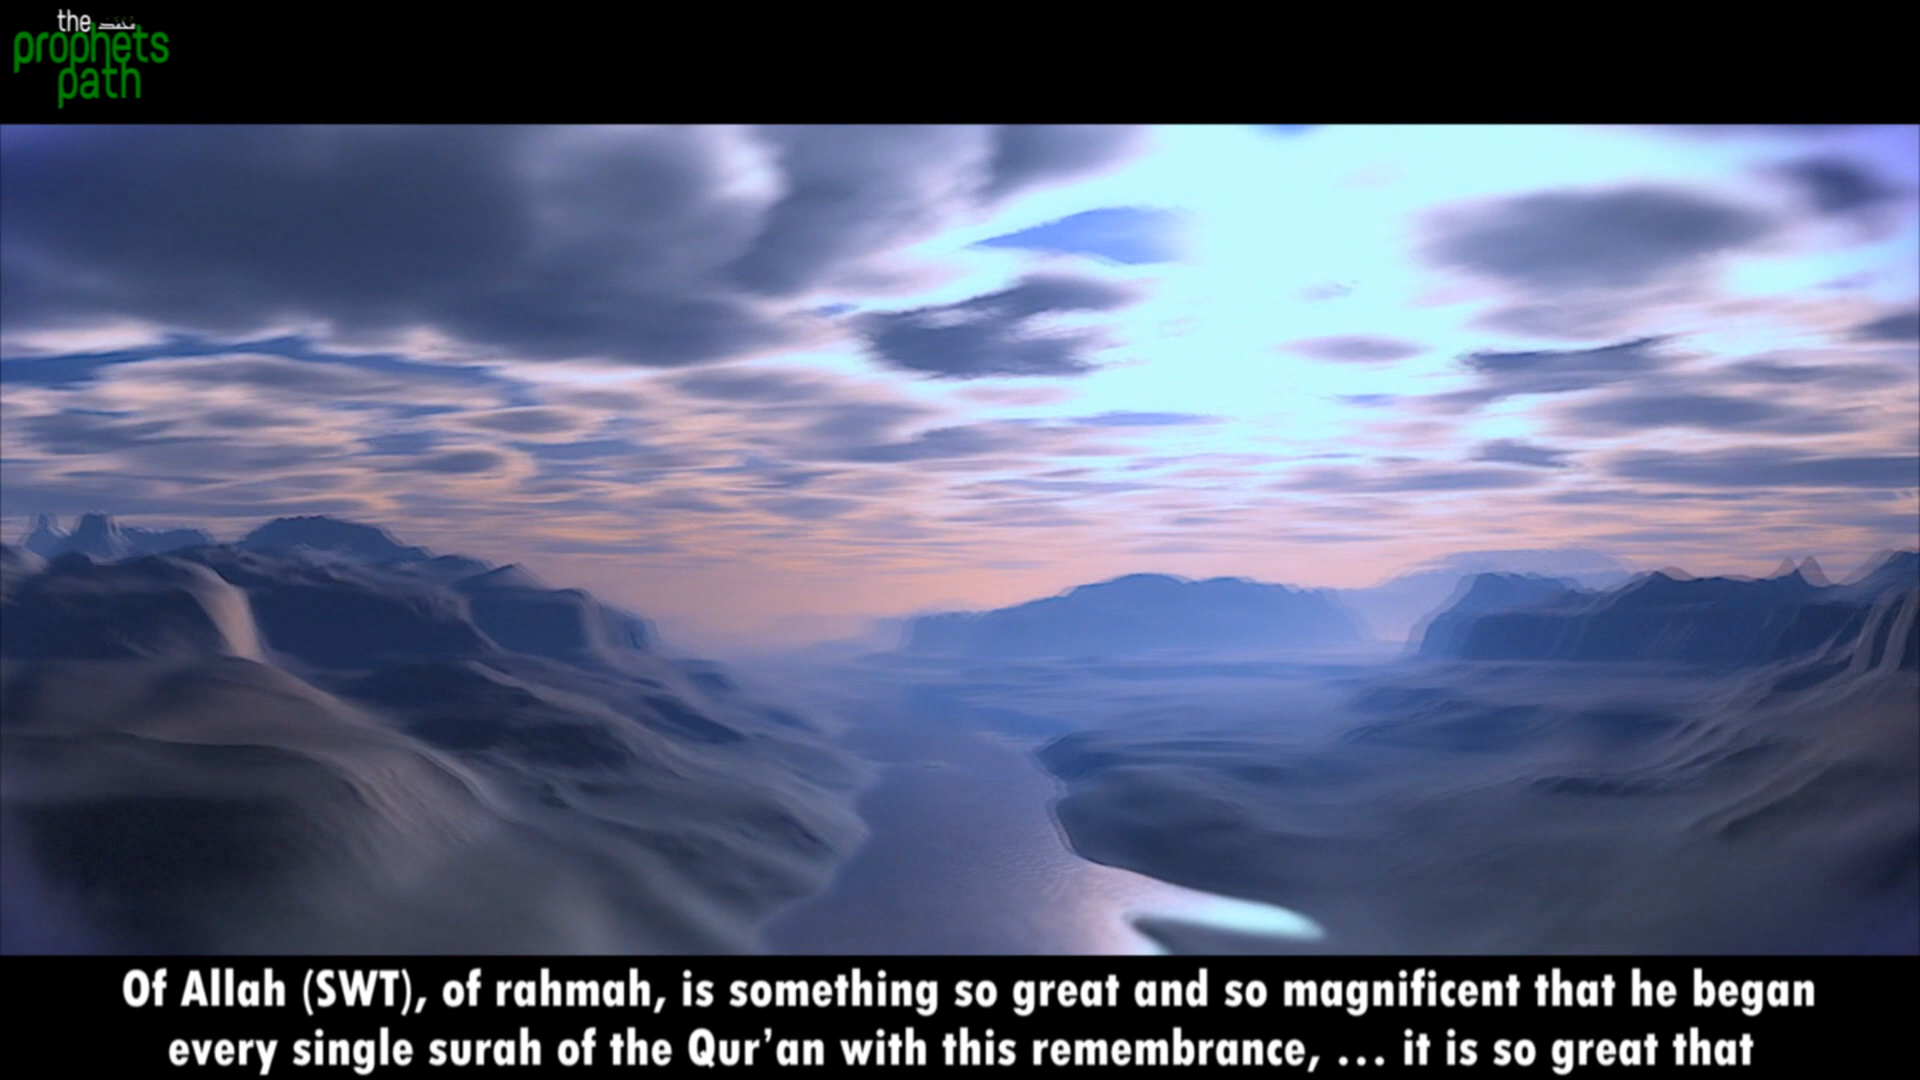 the
prophets
path
Of Allah (SWT), of rahmah, is something so great and so magnificent that he began
every single surah of the Qur’an with this remembrance, ... it is so great that